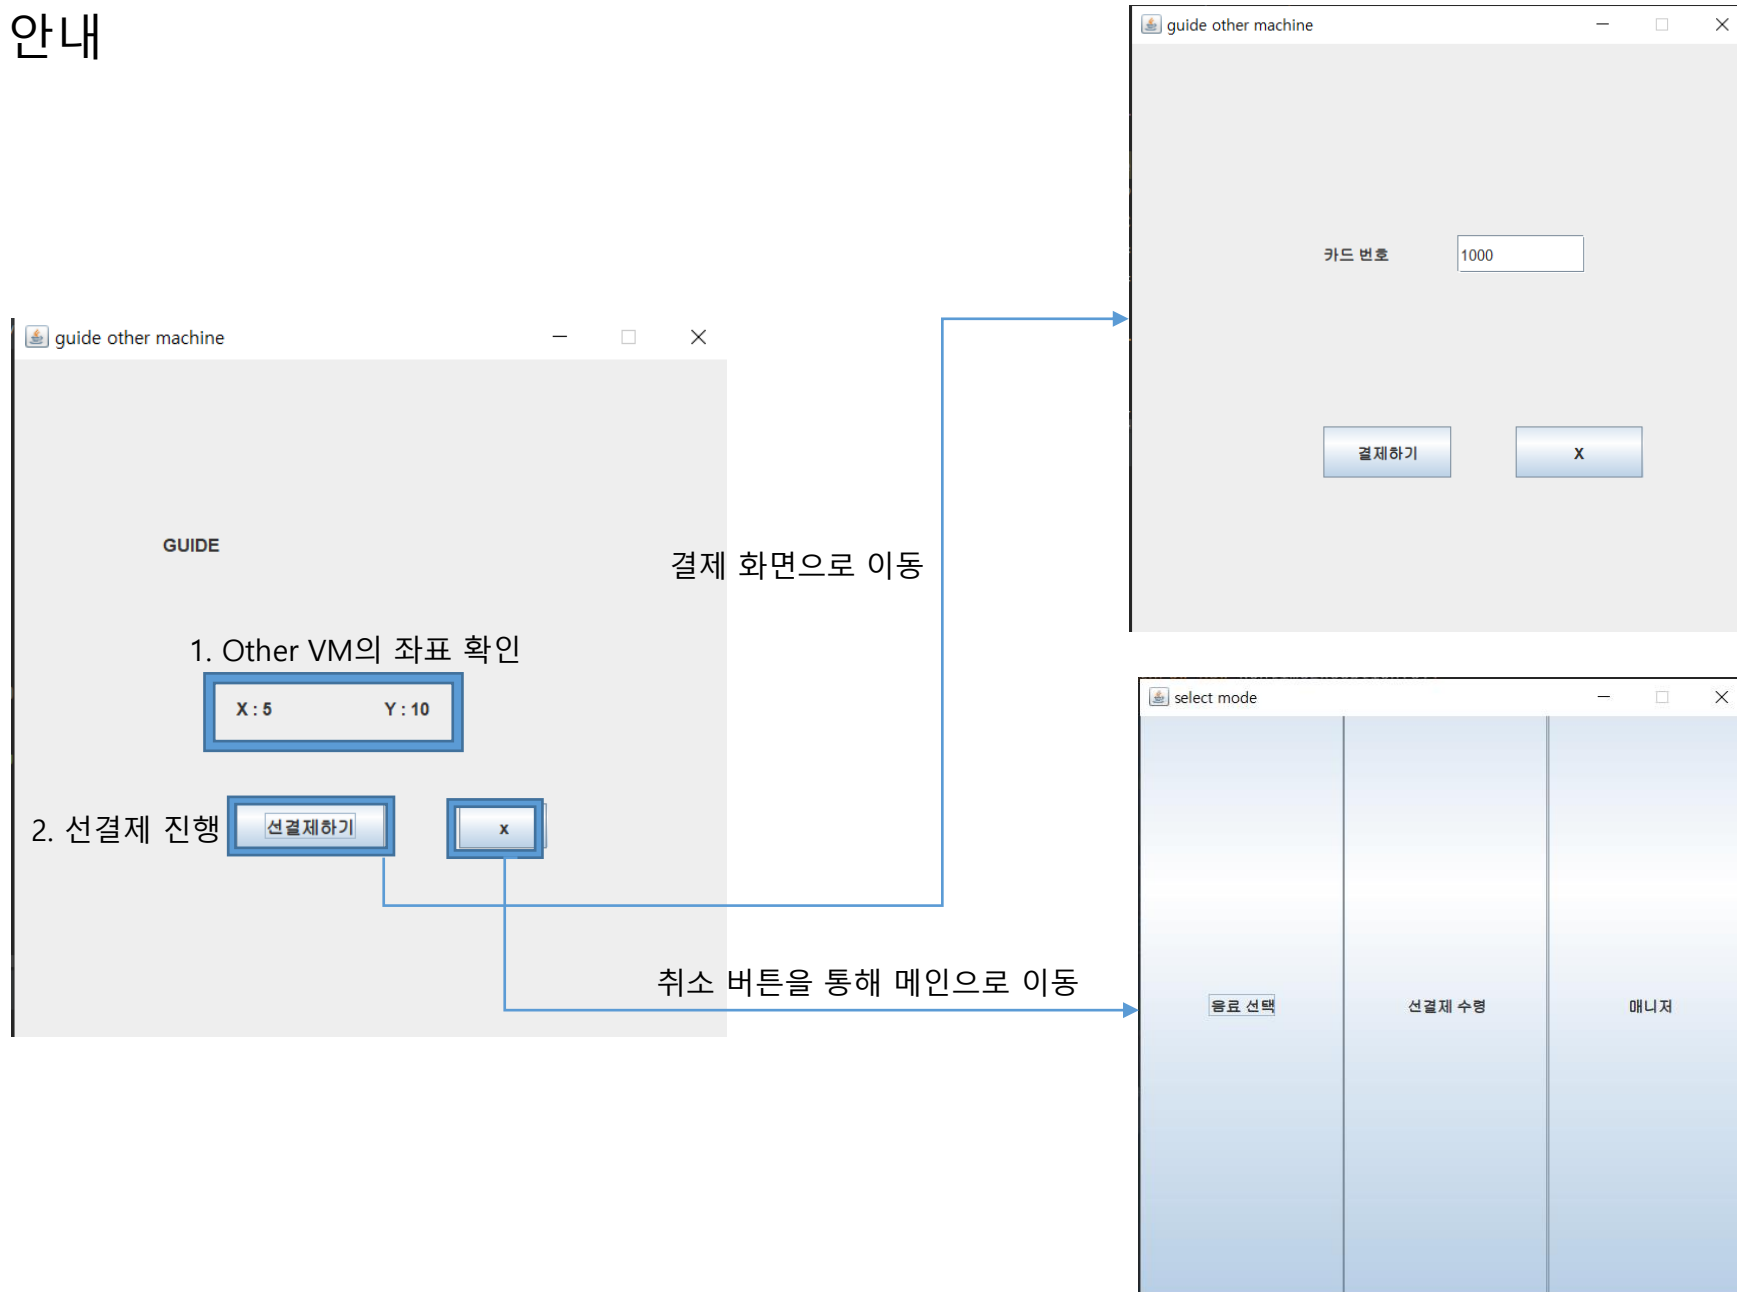 안내
guide other machine
카드 번호
1000
결제하기
X
guide other machine
GUIDE
결제 화면으로 이동
1. Other VM의 좌표 확인
X : 5
Y : 10
2. 선결제 진행
선결제하기
x
취소 버튼을 통해 메인으로 이동
select mode
음료 선택
선결제 수령
매니저